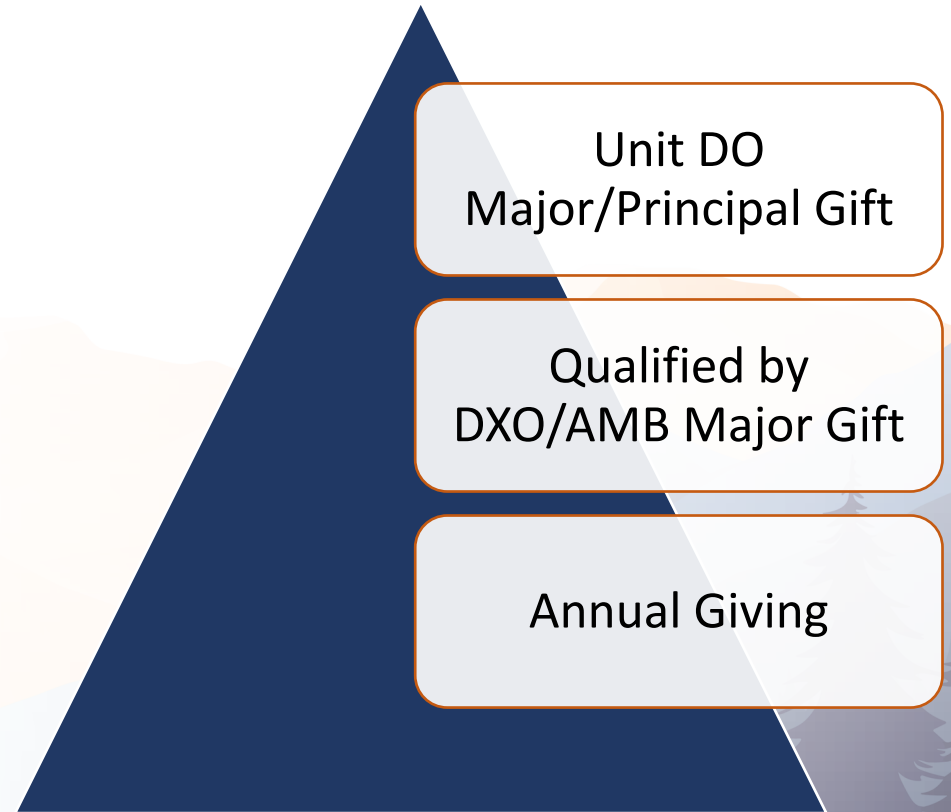 Unit DO
Major/Principal Gift
Qualified by
DXO/AMB Major Gift
Annual Giving